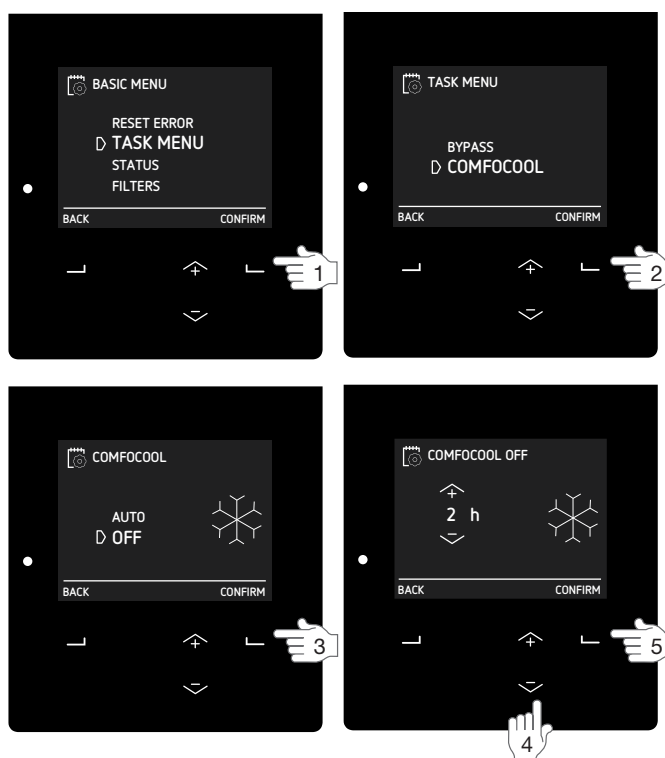 BASIC MENU
RESET ERROR
TASK MENU
STATUS
FILTERS
BACK CONFIRM
1
TASK MENU
BYPASS
COMFOCOOL
BACK CONFIRM
2
COMFOCOOL
AUTO
OFF
BACK CONFIRM
3
COMFOCOOL OFF
2 h
BACK CONFIRM
5
4